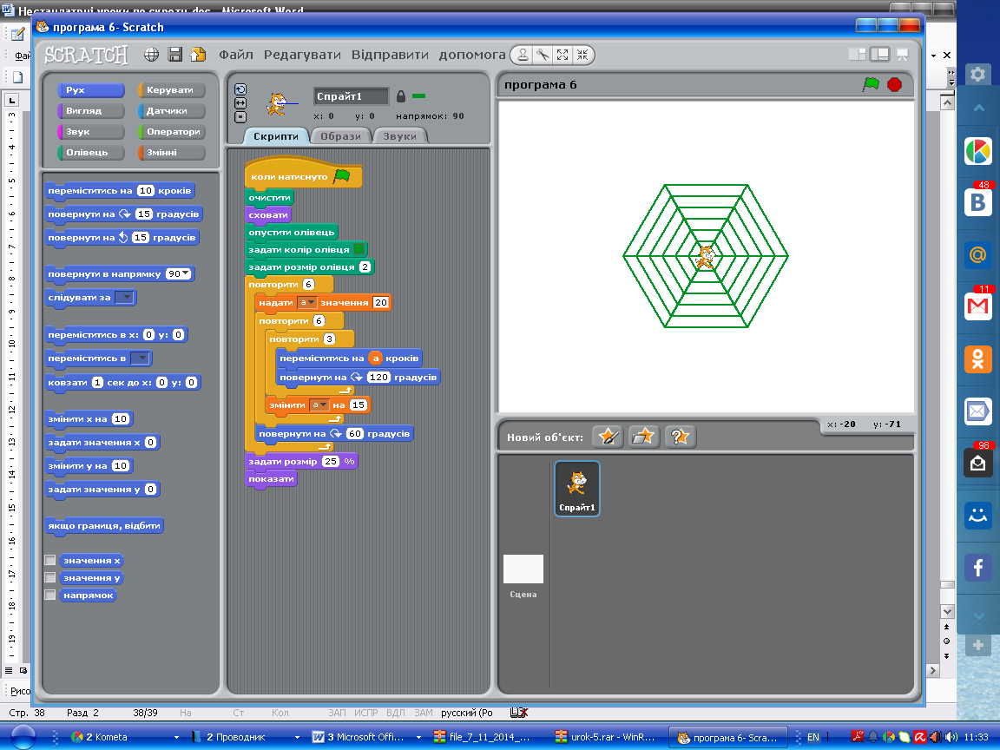 Нестандартні уроки по скретч.doc - Microsoft Word
програма 6- Scratch
SCRATCH
Файл Редагувати Відправити допомога
Рух Керувати
Вигляд Датчики
Звук Оператори
Олівець Змінні
переміститись на 10 кроків
повернути на 15 градусів
повернути на 15 градусів
повернути в напрямку 90
слідувати за
переміститись в x: 0 y: 0
переміститись в
ковзати 1 сек до x: 0 y: 0
змінити x на 10
задати значення x 0
змінити y на 10
задати значення y 0
якщо границя, відбити
значення x
значення y
напрямок
Спрайт1
x: 0 y: 0 напрямок: 90
Скрипти Образи Звуки
коли натиснуто
очистити
сховати
опустити олівець
задати колір олівця
задати розмір олівця 2
повторити 6
надати a значення 20
повторити 6
повторити 3
переміститись на a кроків
повернути на 120 градусів
змінити a на 15
повернути на 60 градусів
задати розмір 25 %
показати
програма 6
x: -20 y: -71
Новий об'єкт:
Спрайт1
Сцена
48
11
98
Стр. 38 Разд 2 38/39 На Ст Кол ЗАП ИСПР ВДЛ ЗАМ русский (Ро
2 Kometa 2 Проводник 3 Microsoft Offi... file_7_11_2014_... urok-5.rar - WinR... програма 6- Scra... EN 11:33